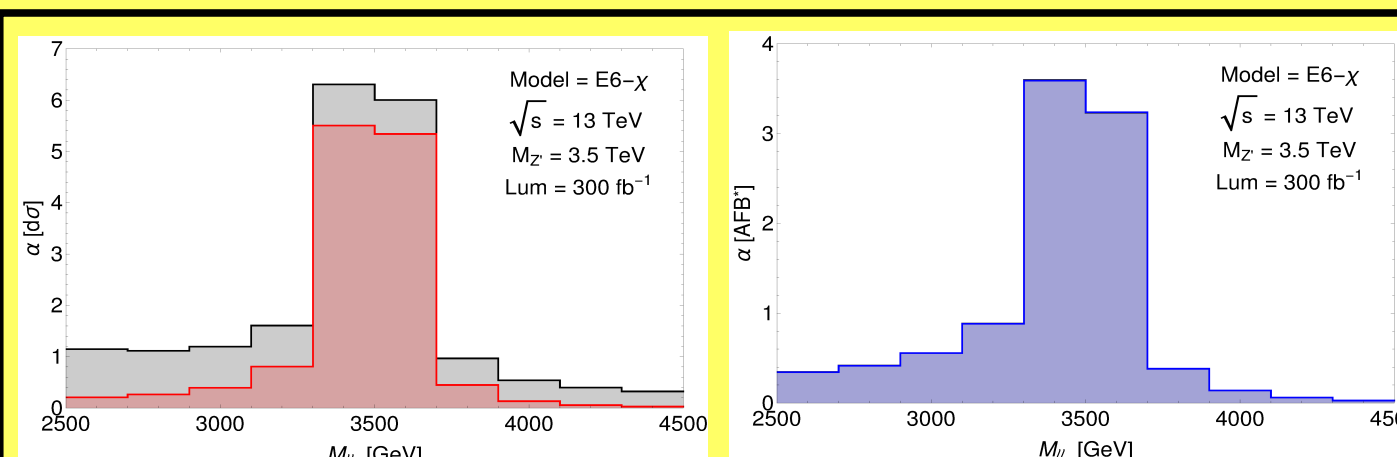 7
6
5
4
3
2
1
0
α [dσ]
Model = E6−χ
√s = 13 TeV
M_Z' = 3.5 TeV
Lum = 300 fb⁻¹
2500 3000 3500 4000 4500
[GeV]
4
3
2
1
0
α [AFB*]
Model = E6−χ
√s = 13 TeV
M_Z' = 3.5 TeV
Lum = 300 fb⁻¹
2500 3000 3500 4000
[GeV]